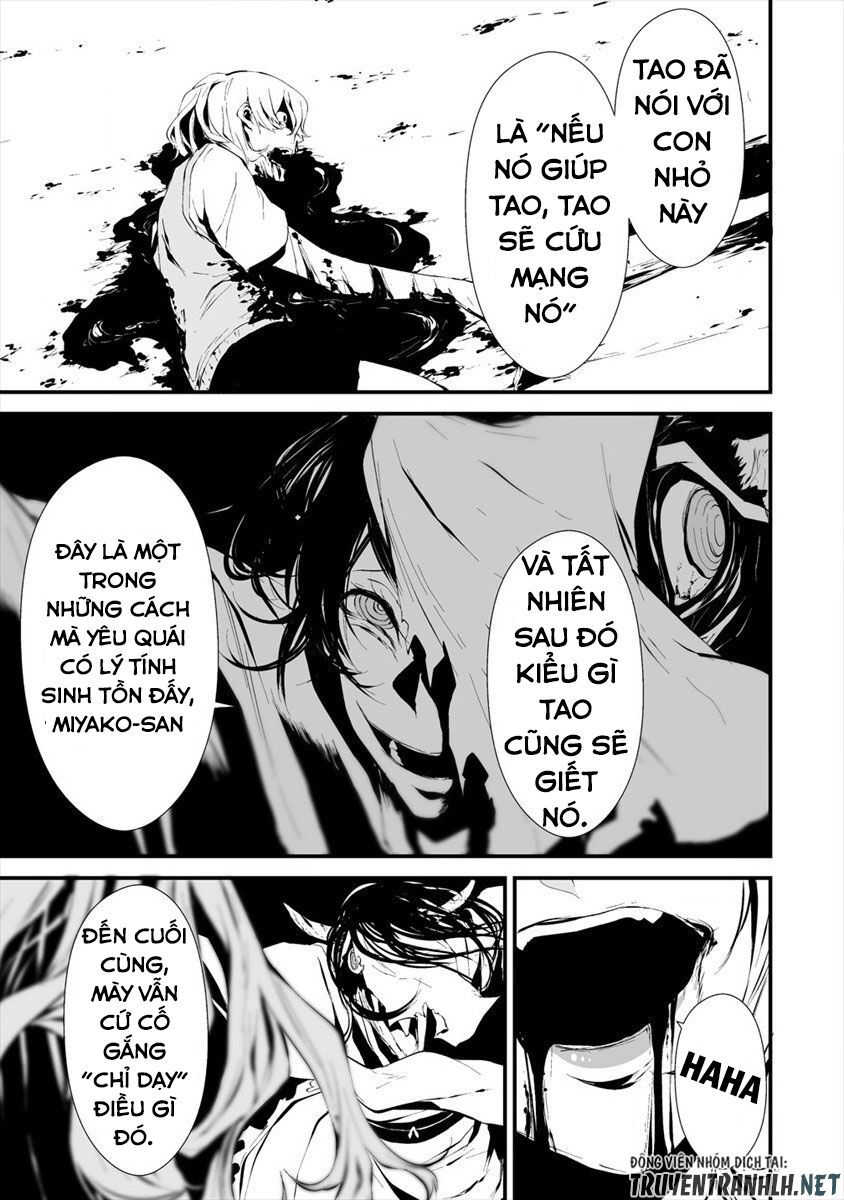 TAO ĐÃ
NÓI VỚI
CON
NHỎ
NÀY
LÀ "NẾU
NÓ GIÚP
TAO, TAO
SẼ CỨU
MẠNG
NÓ"
VÀ TẤT
NHIÊN
SAU ĐÓ
KIỂU GÌ
TAO
CŨNG SẼ
GIẾT
NÓ.
ĐÂY LÀ MỘT
TRONG
NHỮNG CÁCH
MÀ YÊU QUÁI
CÓ LÝ TÍNH
SINH TỒN ĐẤY,
MIYAKO-SAN
HAHA
ĐẾN CUỐI
CÙNG,
MÀY VẪN
CỨ CỐ
GẮNG
"CHỈ DẠY"
ĐIỀU GÌ
ĐÓ.
ĐỘNG VIÊN NHÓM DỊCH TẠI:
TRUYENTRANHLH.NET